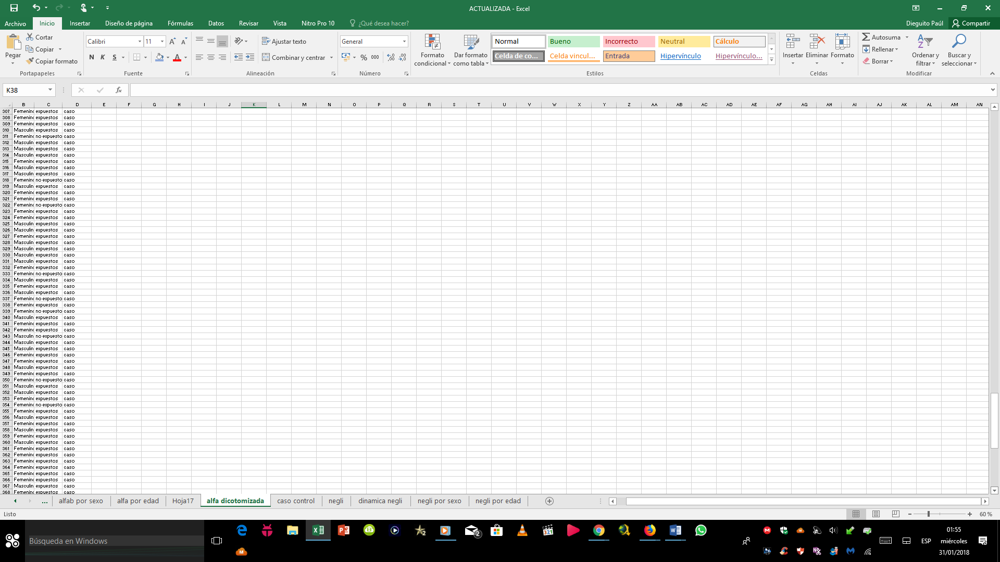 ACTUALIZADA - Excel
Archivo Inicio Insertar Diseño de página Fórmulas Datos Revisar Vista Nitro Pro 10 ¿Qué desea hacer? Dieguito Paúl Compartir
Pegar Cortar Copiar Copiar formato Portapapeles
Calibri 11 N K S Fuente
Ajustar texto Combinar y centrar Alineación
General % 000 Número
Formato condicional Dar formato como tabla
Normal Bueno Incorrecto Neutral Cálculo
Celda de co... Celda vincul... Entrada Hipervínculo Hipervínculo...
Estilos
Insertar Eliminar Formato Celdas
Autosuma Rellenar Borrar Ordenar y filtrar Buscar y seleccionar Modificar
K38 fx
B C D E F G H I J K L M N O P Q R S T U V W X Y Z AA AB AC AD AE AF AG AH AI AJ AK AL AM AN
307 Femenino expuestos caso
308 Femenino expuestos caso
309 Femenino expuestos caso
310 Masculin expuestos caso
311 Femenino no expuesto caso
312 Masculin expuestos caso
313 Masculin expuestos caso
314 Masculin expuestos caso
315 Femenino expuestos caso
316 Masculin expuestos caso
317 Masculin expuestos caso
318 Femenino no expuesto caso
319 Masculin expuestos caso
320 Femenino expuestos caso
321 Femenino expuestos caso
322 Femenino no expuesto caso
323 Femenino expuestos caso
324 Femenino expuestos caso
325 Masculin expuestos caso
326 Masculin expuestos caso
327 Femenino expuestos caso
328 Masculin expuestos caso
329 Masculin expuestos caso
330 Masculin expuestos caso
331 Masculin expuestos caso
332 Femenino expuestos caso
333 Femenino no expuesto caso
334 Masculin expuestos caso
335 Femenino expuestos caso
336 Masculin expuestos caso
337 Femenino no expuesto caso
338 Femenino expuestos caso
339 Femenino no expuesto caso
340 Masculin expuestos caso
341 Femenino expuestos caso
342 Femenino expuestos caso
343 Masculin no expuesto caso
344 Masculin expuestos caso
345 Masculin expuestos caso
346 Femenino expuestos caso
347 Femenino expuestos caso
348 Masculin expuestos caso
349 Femenino expuestos caso
350 Femenino no expuesto caso
351 Masculin expuestos caso
352 Masculin expuestos caso
353 Femenino expuestos caso
354 Femenino no expuesto caso
355 Femenino expuestos caso
356 Masculin expuestos caso
357 Femenino expuestos caso
358 Masculin expuestos caso
359 Femenino expuestos caso
360 Masculin expuestos caso
361 Femenino expuestos caso
362 Femenino expuestos caso
363 Femenino expuestos caso
364 Femenino expuestos caso
365 Femenino expuestos caso
366 Femenino expuestos caso
367 Masculin expuestos caso
368 Femenino expuestos caso
... alfab por sexo alfa por edad Hoja17 alfa dicotomizada caso control negli dinamica negli negli por sexo negli por edad
Listo 60 %
Búsqueda en Windows 2 321 ESP 01:55
miércoles
31/01/2018